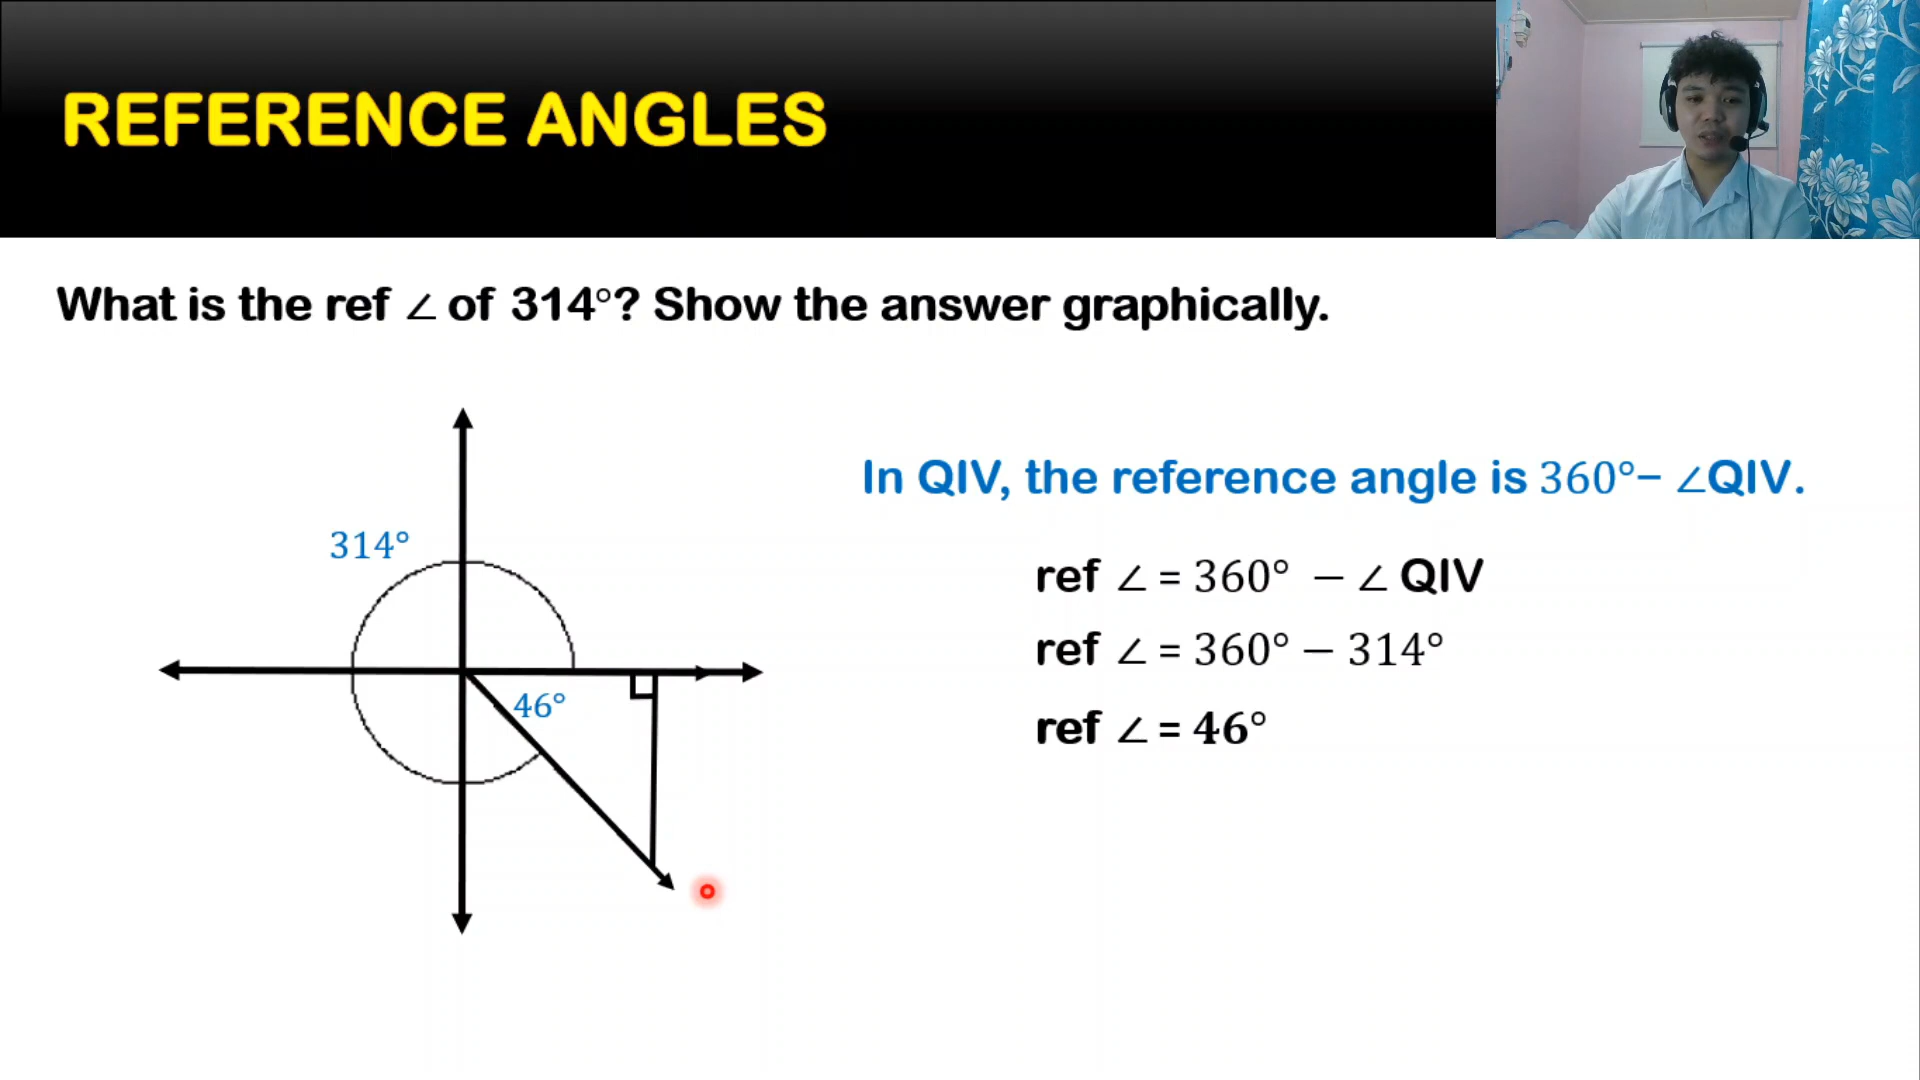 REFERENCE ANGLES
What is the ref ∠ of 314°? Show the answer graphically.
In QIV, the reference angle is 360°− ∠QIV.
314°
ref ∠ = 360° − ∠ QIV
ref ∠ = 360° − 314°
46°
ref ∠ = 46°